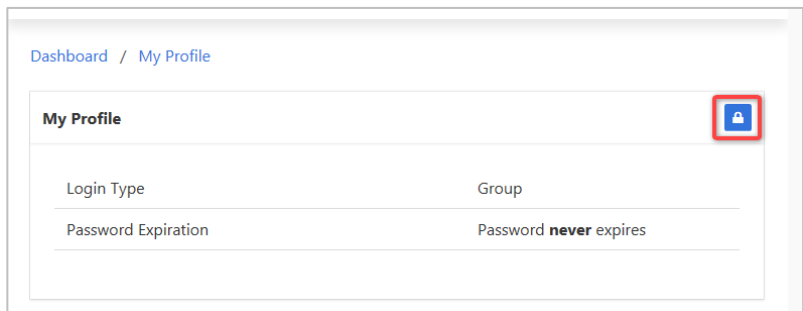 Dashboard / My Profile
My Profile
Login Type Group
Password Expiration Password never expires